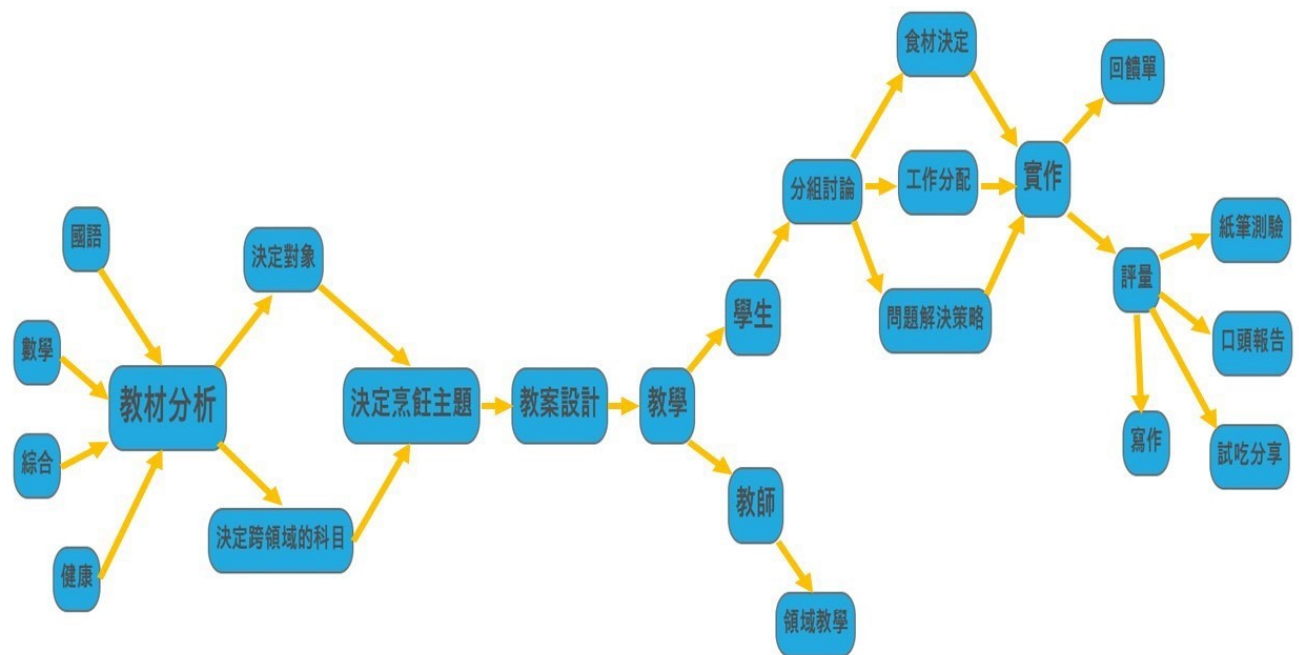 國語
數學
綜合
健康
教材分析
決定對象
決定跨領域的科目
決定烹飪主題
教案設計
教學
學生
教師
領域教學
分組討論
食材決定
工作分配
問題解決策略
實作
回饋單
評量
紙筆測驗
口頭報告
試吃分享
寫作